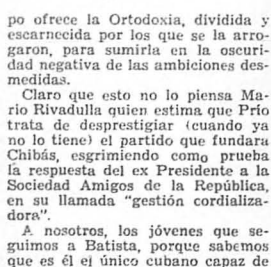 po ofrece la Ortodoxia, dividida y
escarnecida por los que se la arro-
garon, para sumirla en la oscuri-
dad negativa de las ambiciones des-
medidas.
Claro que esto no lo piensa Ma-
rio Rivadulla quien estima que Prío
trata de desprestigiar (cuando ya
no lo tiene) el partido que fundara
Chibás, esgrimiendo como prueba
la respuesta del ex Presidente a la
Sociedad Amigos de la República,
en su llamada "gestión cordializa-
dora".
A nosotros, los jóvenes que se-
guimos a Batista, porque sabemos
que es él el único cubano capaz de